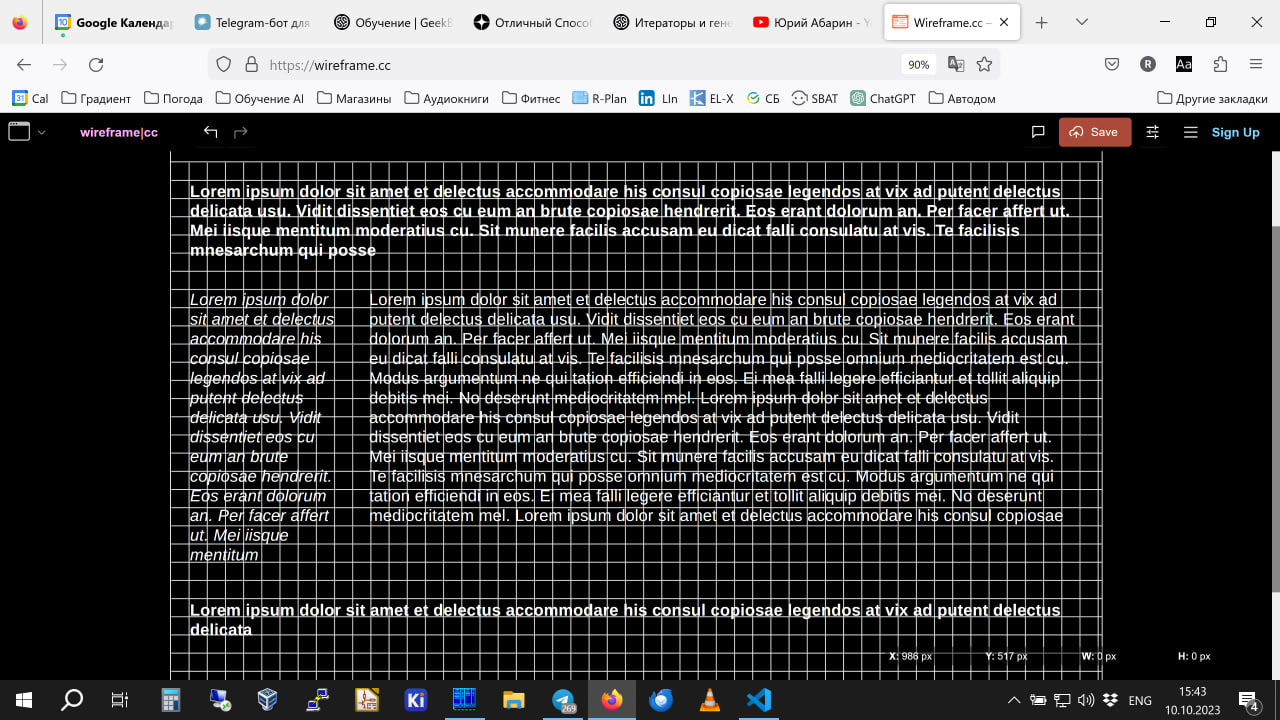 Google Календа
Telegram-бот для
Обучение | GeekB
Отличный Способ
Итераторы и гене
Юрий Абарин - Y
Wireframe.cc –
https://wireframe.cc
90%
R
Aa
31 Cal
Градиент
Погода
Обучение AI
Магазины
Аудиокниги
Фитнес
R-Plan
in LIn
EL-X
СБ
SBAT
ChatGPT
Автодом
Другие закладки
wireframe|cc
Save
Sign Up
Lorem ipsum dolor sit amet et delectus accommodare his consul copiosae legendos at vix ad putent delectus
delicata usu. Vidit dissentiet eos cu eum an brute copiosae hendrerit. Eos erant dolorum an. Per facer affert ut.
Mei iisque mentitum moderatius cu. Sit munere facilis accusam eu dicat falli consulatu at vis. Te facilisis
mnesarchum qui posse
Lorem ipsum dolor
sit amet et delectus
accommodare his
consul copiosae
legendos at vix ad
putent delectus
delicata usu. Vidit
dissentiet eos cu
eum an brute
copiosae hendrerit.
Eos erant dolorum
an. Per facer affert
ut. Mei iisque
mentitum
Lorem ipsum dolor sit amet et delectus accommodare his consul copiosae legendos at vix ad
putent delectus delicata usu. Vidit dissentiet eos cu eum an brute copiosae hendrerit. Eos erant
dolorum an. Per facer affert ut. Mei iisque mentitum moderatius cu. Sit munere facilis accusam
eu dicat falli consulatu at vis. Te facilisis mnesarchum qui posse omnium mediocritatem est cu.
Modus argumentum ne qui tation efficiendi in eos. Ei mea falli legere efficiantur et tollit aliquip
debitis mei. No deserunt mediocritatem mel. Lorem ipsum dolor sit amet et delectus
accommodare his consul copiosae legendos at vix ad putent delectus delicata usu. Vidit
dissentiet eos cu eum an brute copiosae hendrerit. Eos erant dolorum an. Per facer affert ut.
Mei iisque mentitum moderatius cu. Sit munere facilis accusam eu dicat falli consulatu at vis.
Te facilisis mnesarchum qui posse omnium mediocritatem est cu. Modus argumentum ne qui
tation efficiendi in eos. Ei mea falli legere efficiantur et tollit aliquip debitis mei. No deserunt
mediocritatem mel. Lorem ipsum dolor sit amet et delectus accommodare his consul copiosae
Lorem ipsum dolor sit amet et delectus accommodare his consul copiosae legendos at vix ad putent delectus
delicata
X: 986 px
Y: 517 px
W: 0 px
H: 0 px
Ki
269
ENG
15:43
10.10.2023
4